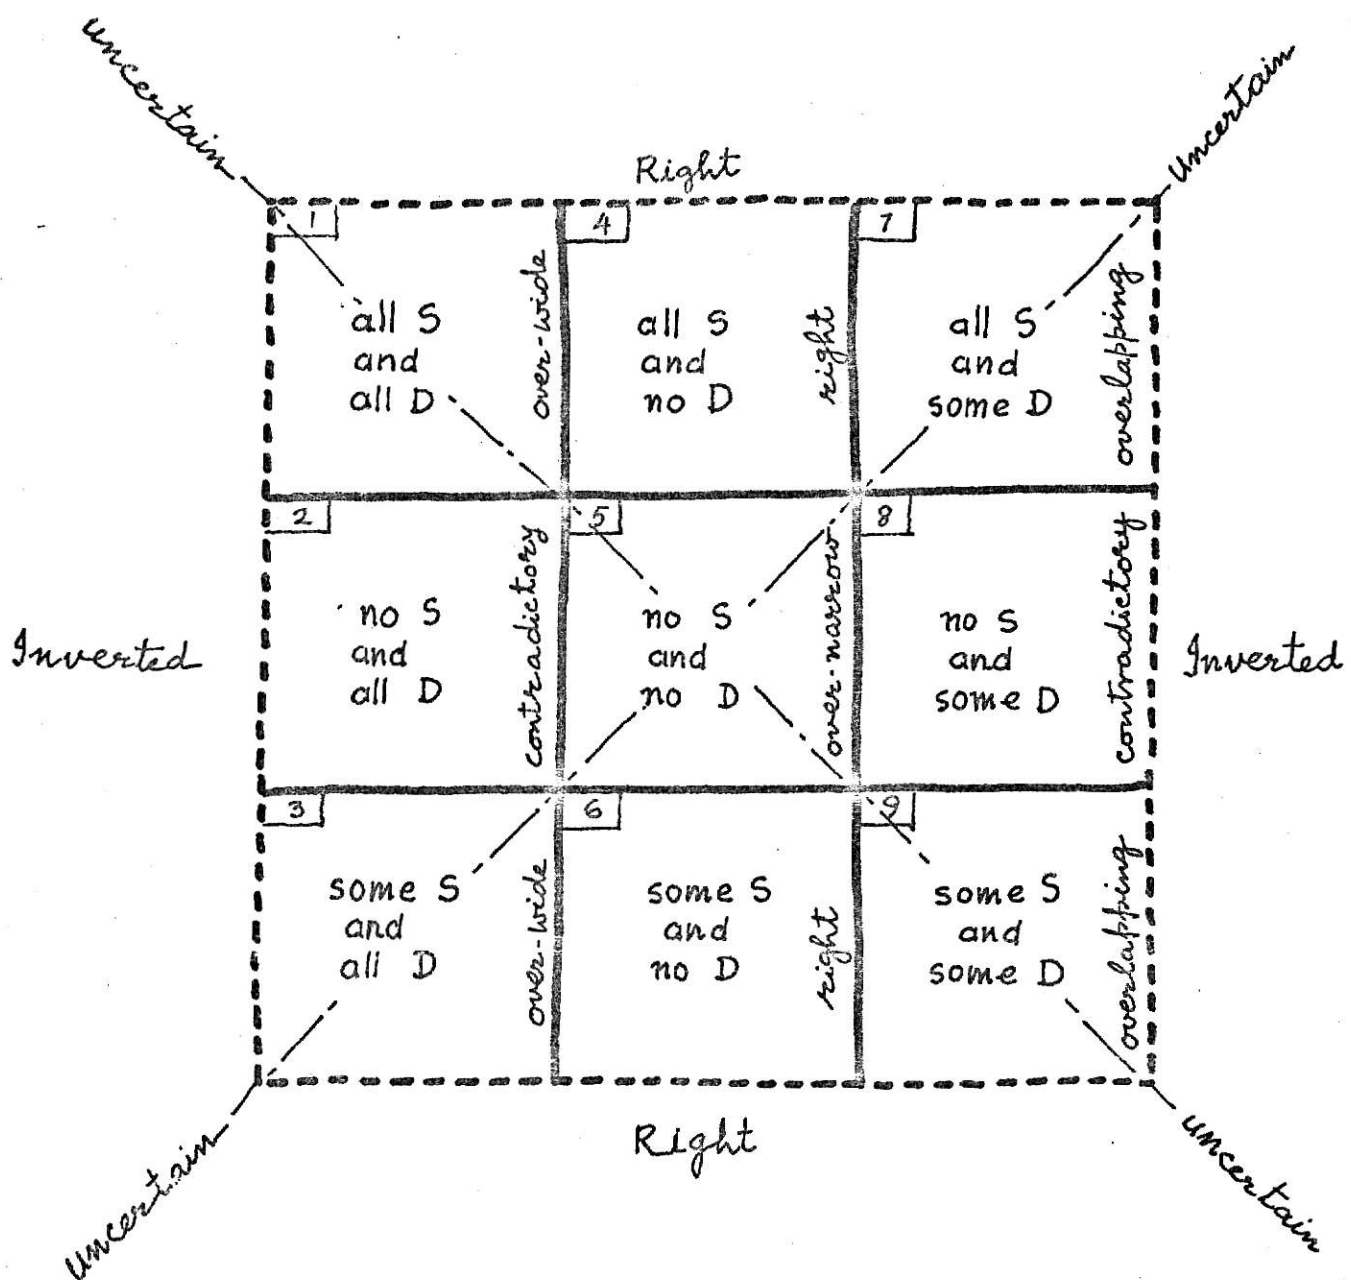 uncertain
uncertain
Right
1
all S
and
all D
over-wide
4
all S
and
no D
right
7
all S
and
some D
overlapping
Inverted
2
no S
and
all D
contradictory
5
no S
and
no D
over-narrow
8
no S
and
some D
contradictory
Inverted
3
some S
and
all D
over-wide
6
some S
and
no D
right
9
some S
and
some D
overlapping
uncertain
Right
uncertain